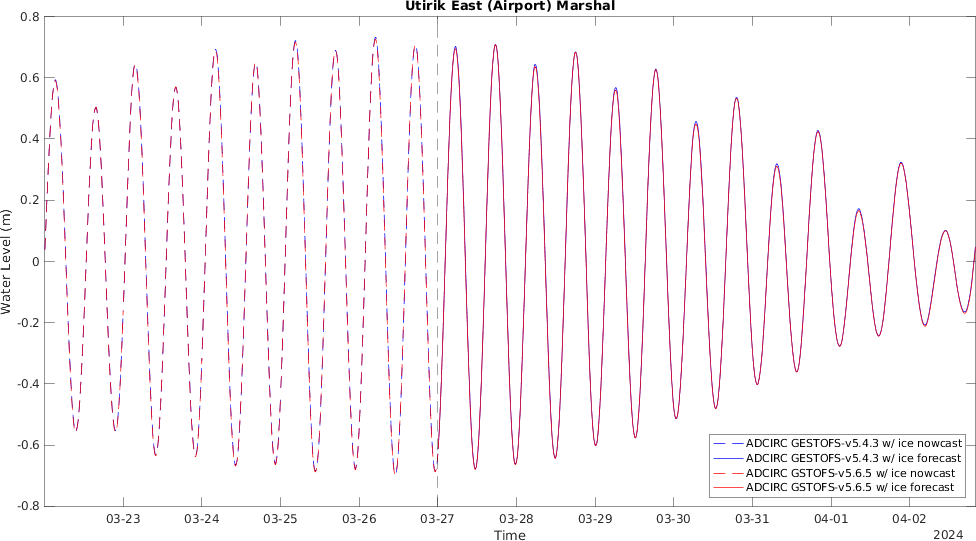 Utirik East (Airport) Marshal
0.8
0.6
0.4
0.2
0
-0.2
-0.4
-0.6
-0.8
Water Level (m)
ADCIRC GESTOFS-v5.4.3 w/ ice nowcast
ADCIRC GESTOFS-v5.4.3 w/ ice forecast
ADCIRC GSTOFS-v5.6.5 w/ ice nowcast
ADCIRC GSTOFS-v5.6.5 w/ ice forecast
03-23 03-24 03-25 03-26 03-27 03-28 03-29 03-30 03-31 04-01 04-02
Time
2024